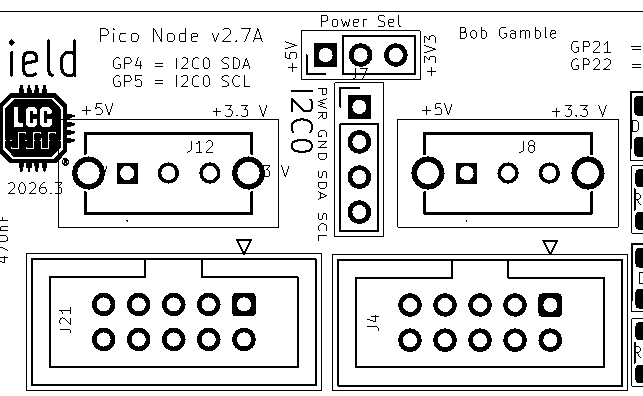 Power Sel
Pico Node v2.7A
Bob Gamble
ield
+5V
+3V3
GP21 =
GP4 = I2C0 SDA
GP22 =
GP5 = I2C0 SCL
J7
LCC
+5V
+3.3 V
I2C0
PWR GND SDA SCL
+5V
+3.3 V
D
J12
J8
3 V
2026.3
R
470nF
J21
J4
D
R